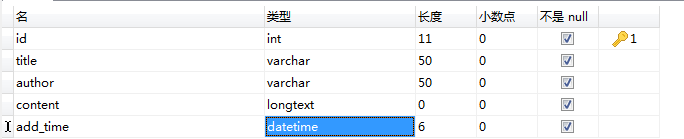 名 类型 长度 小数点 不是 null
id int 11 0 1
title varchar 50 0
author varchar 50 0
content longtext 0 0
add_time datetime 6 0